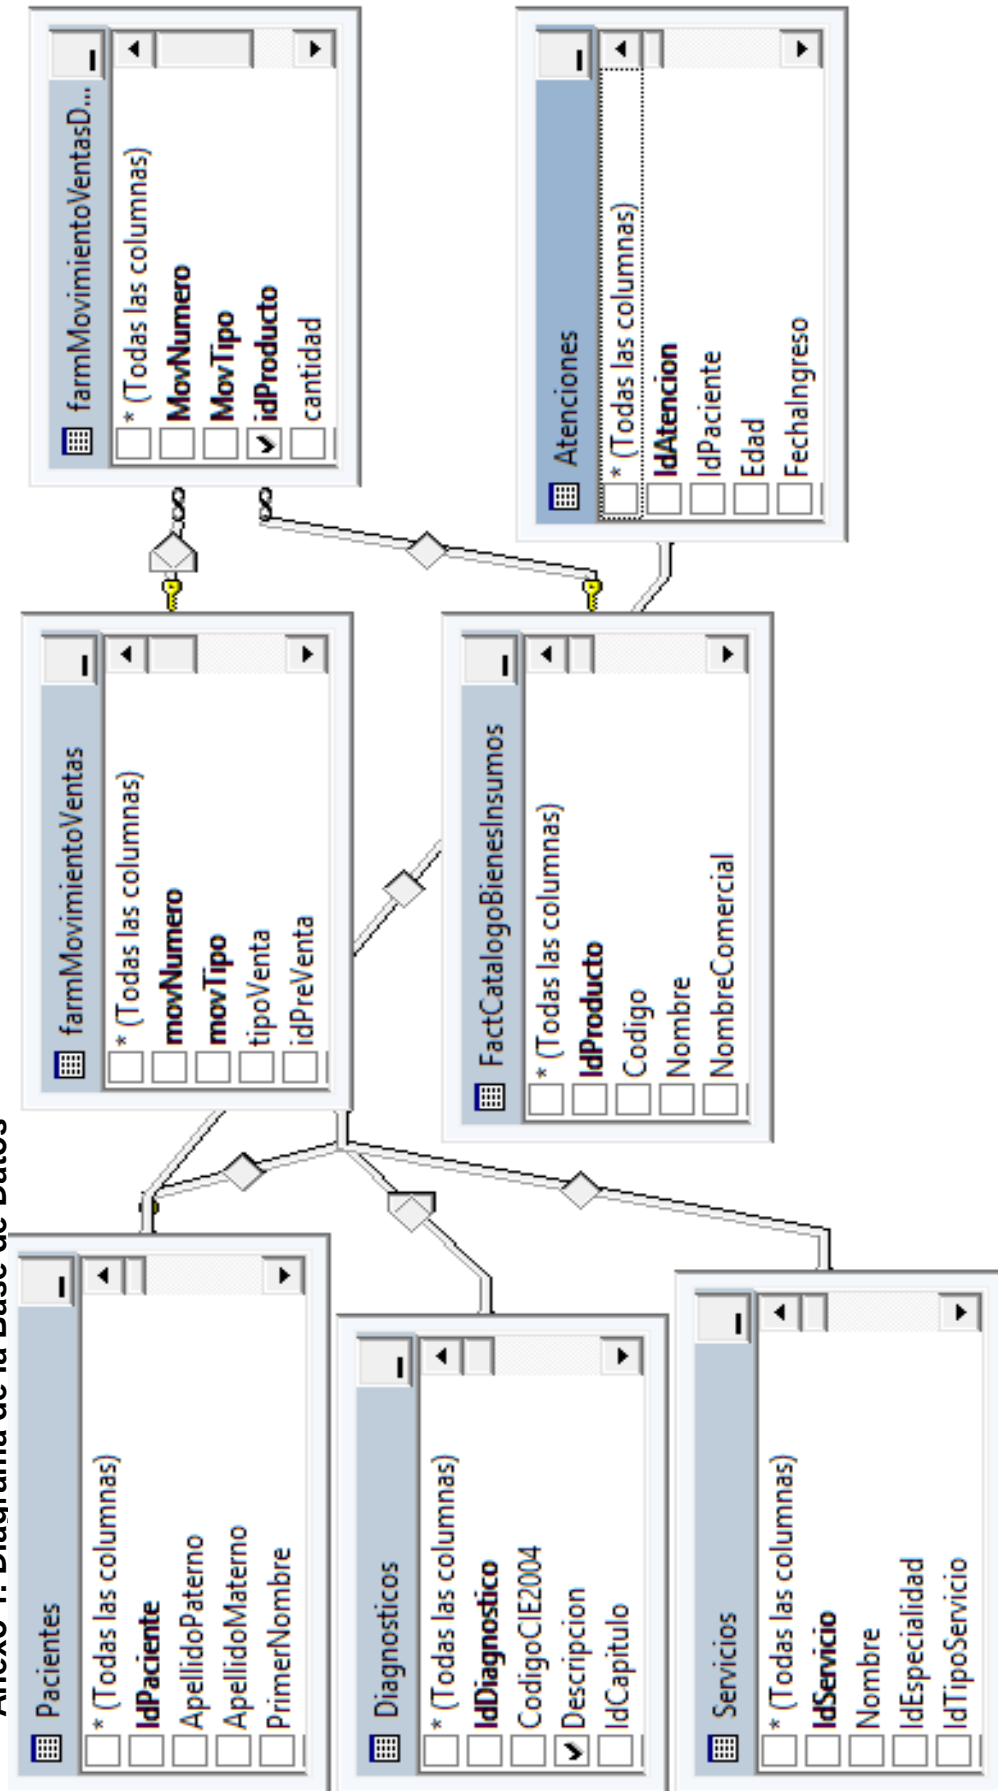 Anexo 1: Diagrama de la Base de Datos
Pacientes
* (Todas las columnas)
IdPaciente
ApellidoPaterno
ApellidoMaterno
PrimerNombre
farmMovimientoVentas
* (Todas las columnas)
movNumero
movTipo
tipoVenta
idPreVenta
farmMovimientoVentasD...
* (Todas las columnas)
MovNumero
MovTipo
idProducto
cantidad
Diagnosticos
* (Todas las columnas)
IdDiagnostico
CodigoCIE2004
Descripcion
IdCapitulo
FactCatalogoBienesInsumos
* (Todas las columnas)
IdProducto
Codigo
Nombre
NombreComercial
Atenciones
* (Todas las columnas)
IdAtencion
IdPaciente
Edad
FechaIngreso
Servicios
* (Todas las columnas)
IdServicio
Nombre
IdEspecialidad
IdTipoServicio